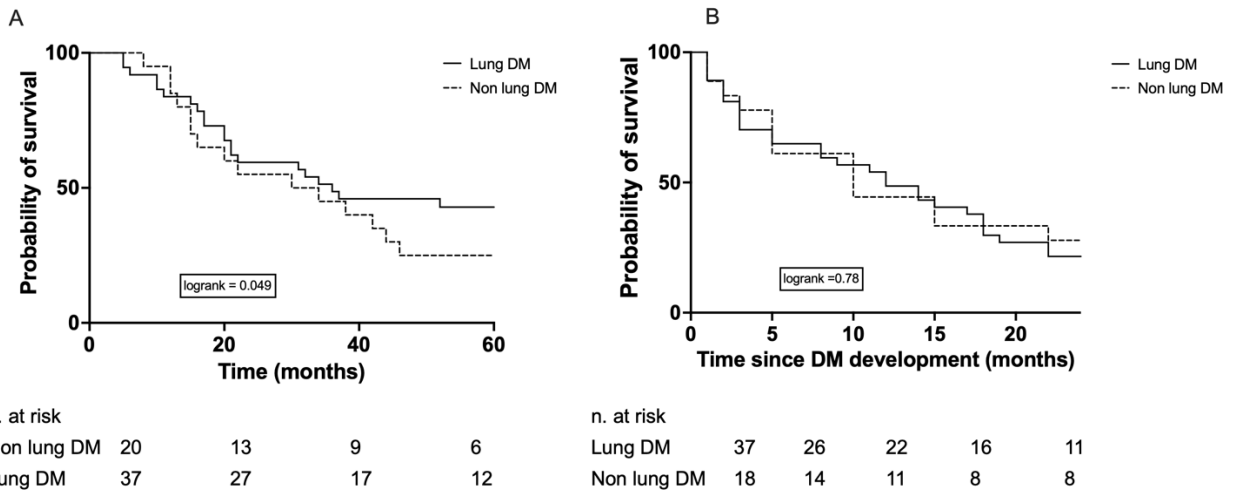 A
Probability of survival
100
50
0
0 20 40 60
Time (months)
Lung DM
Non lung DM
logrank = 0.049
. at risk
on lung DM 20 13 9 6
ung DM 37 27 17 12
B
Probability of survival
100
50
0
0 5 10 15 20
Time since DM development (months)
Lung DM
Non lung DM
logrank =0.78
n. at risk
Lung DM 37 26 22 16 11
Non lung DM 18 14 11 8 8